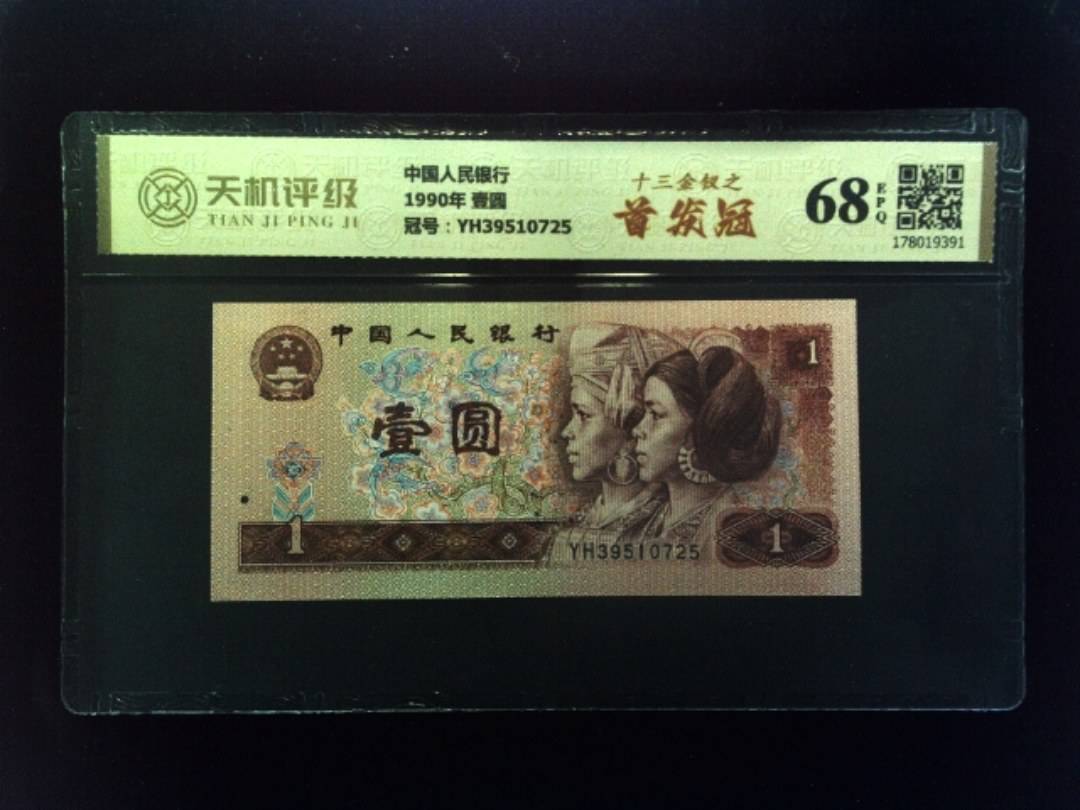 天机评级
TIAN JI PING JI
中国人民银行
1990年 壹圆
冠号：YH39510725
十三金钗之
首发冠
68 EPQ
178019391
中国人民银行
1
壹圆
1
YH39510725
1